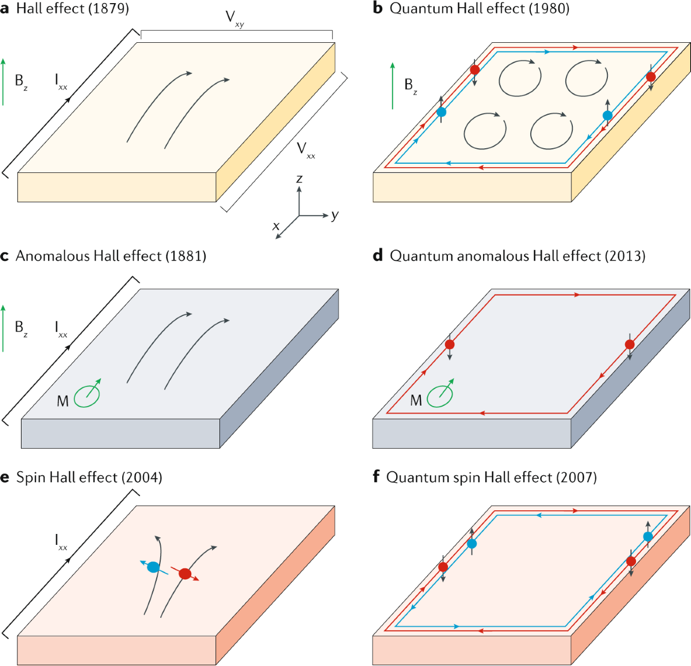 a Hall effect (1879)
V_xy
B_z
I_xx
V_xx
z
y
x
b Quantum Hall effect (1980)
B_z
c Anomalous Hall effect (1881)
B_z
I_xx
M
d Quantum anomalous Hall effect (2013)
M
e Spin Hall effect (2004)
I_xx
f Quantum spin Hall effect (2007)